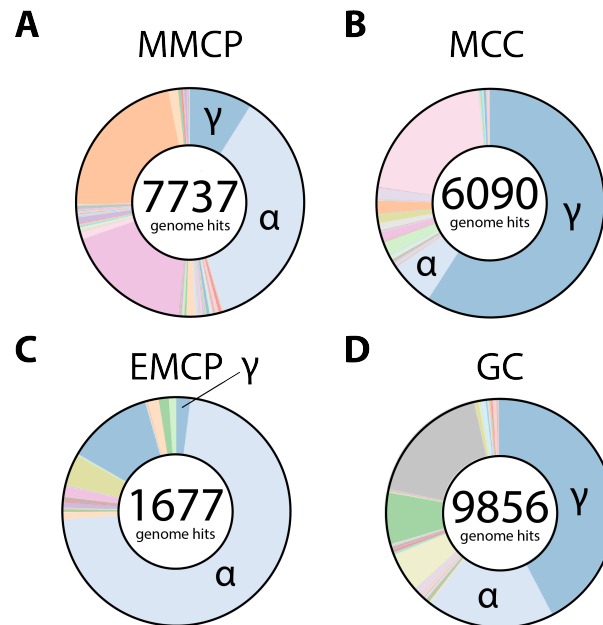 A
MMCP
γ
α
7737
genome hits
B
MCC
γ
α
6090
genome hits
C
EMCP
γ
α
1677
genome hits
D
GC
γ
α
9856
genome hits